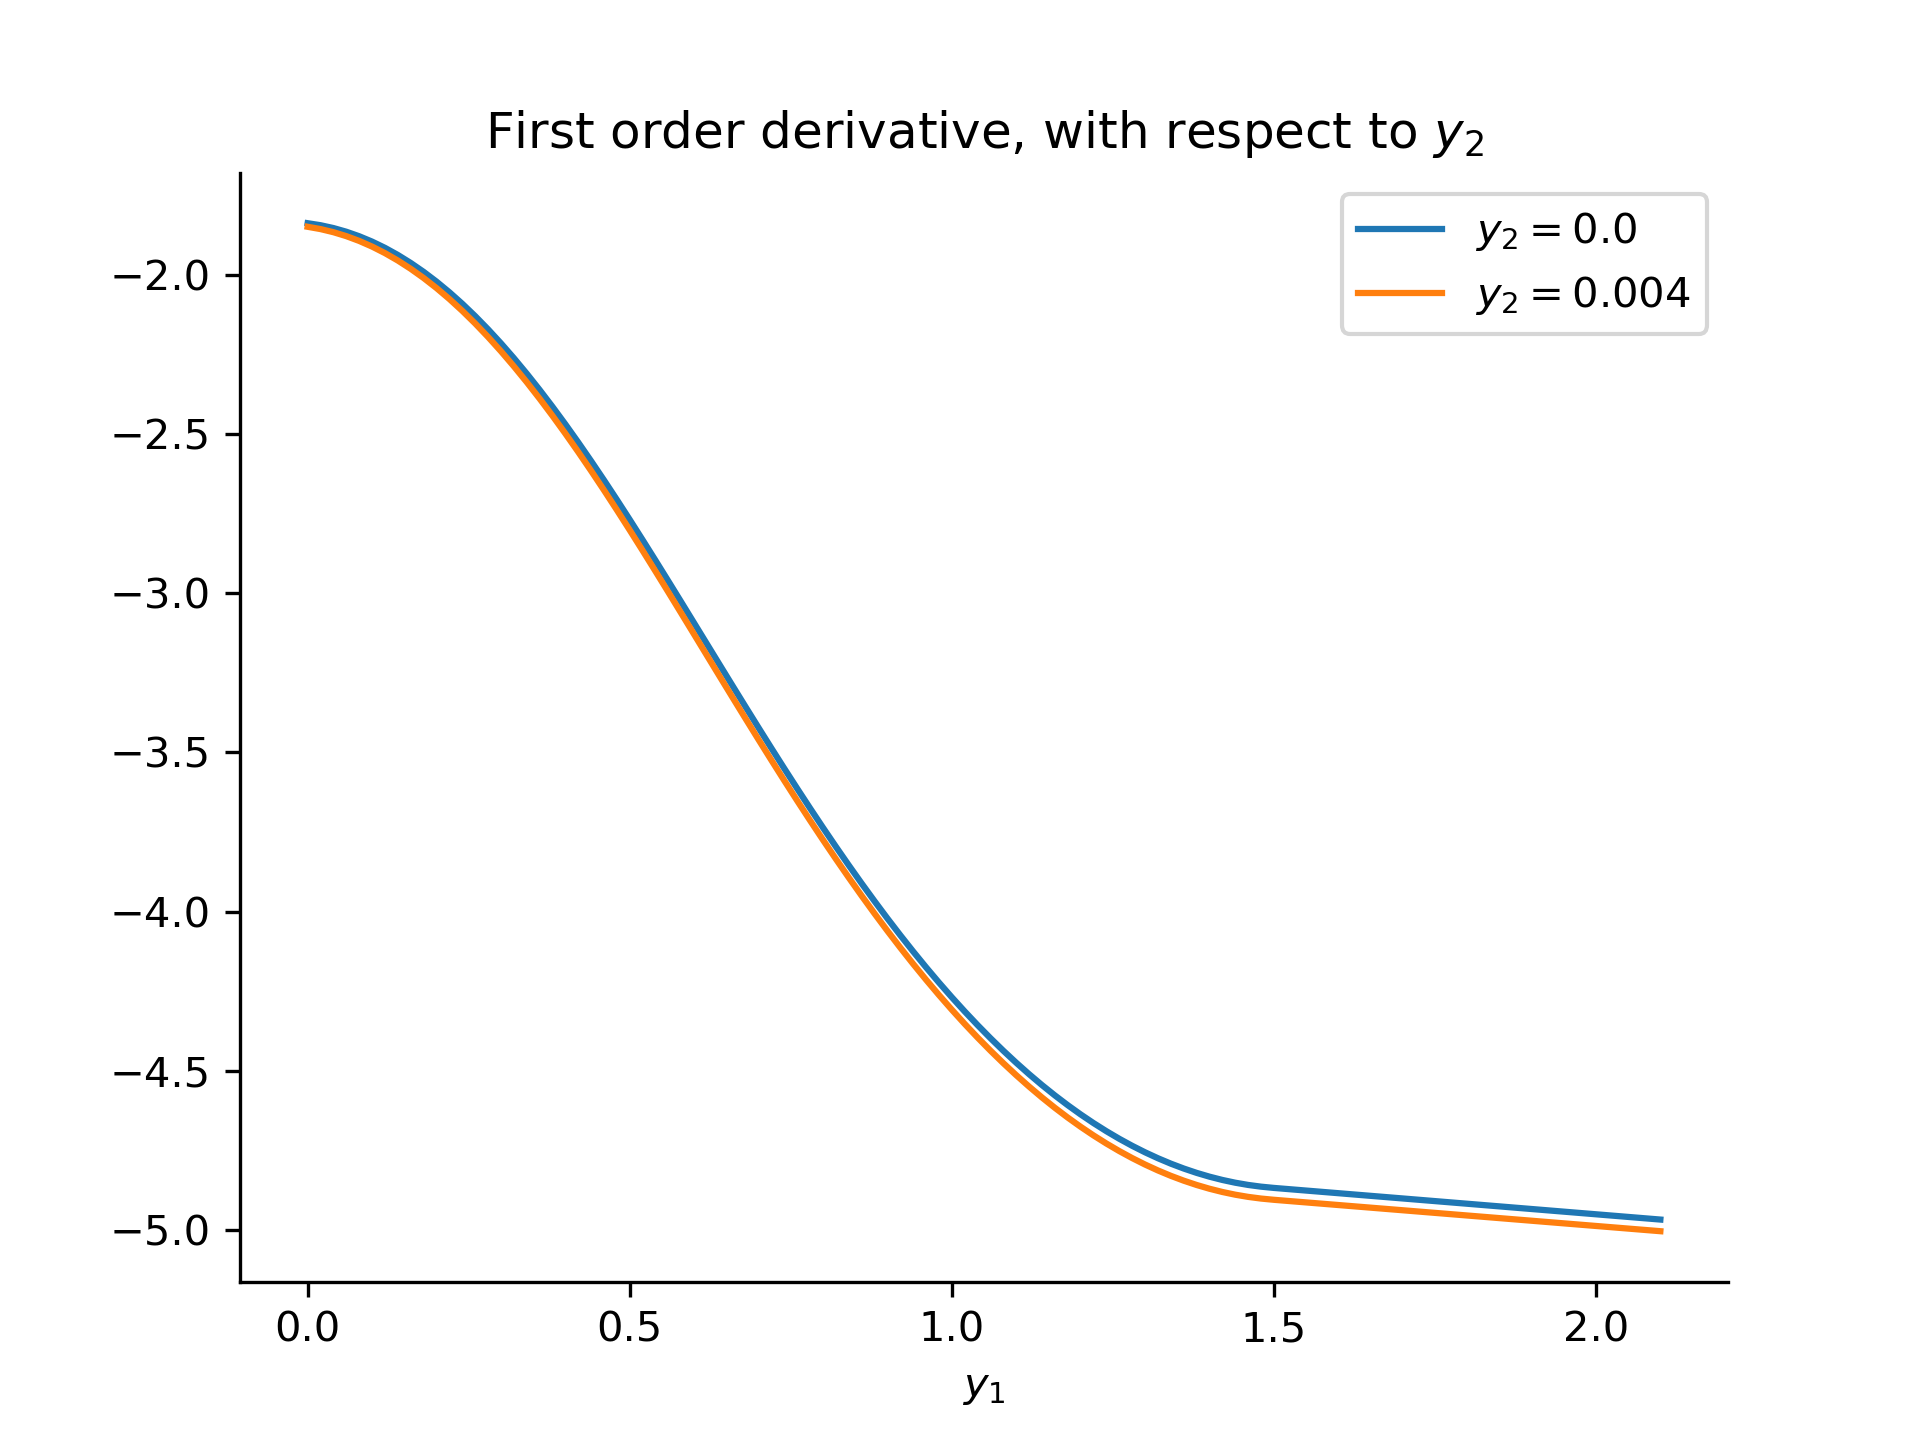 First order derivative, with respect to y₂
y₂ = 0.0
y₂ = 0.004
−2.0
−2.5
−3.0
−3.5
−4.0
−4.5
−5.0
0.0 0.5 1.0 1.5 2.0
y₁